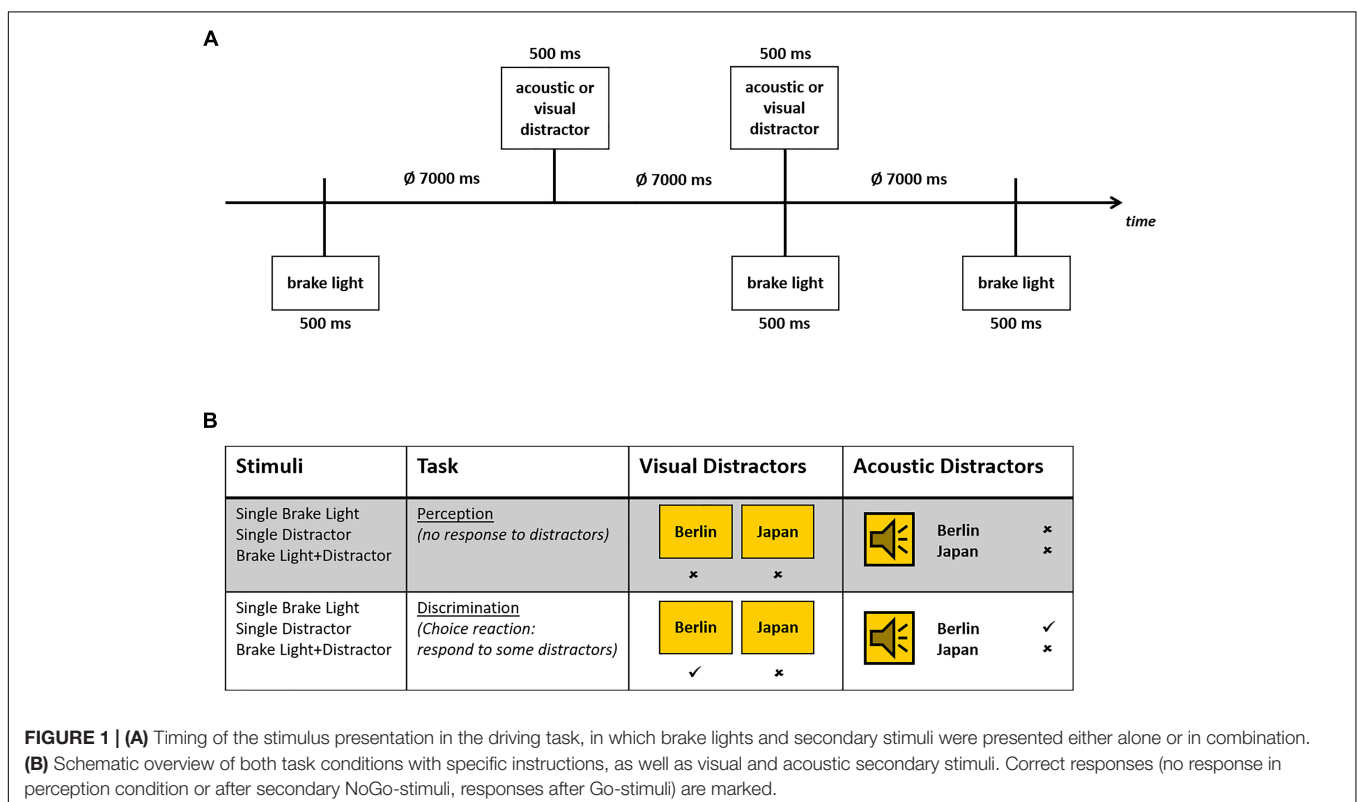 A
500 ms
500 ms
acoustic or
visual
distractor
acoustic or
visual
distractor
Ø 7000 ms
Ø 7000 ms
Ø 7000 ms
time
brake light
brake light
brake light
500 ms
500 ms
500 ms
B
Stimuli
Task
Visual Distractors
Acoustic Distractors
Single Brake Light
Single Distractor
Brake Light+Distractor
Perception
(no response to distractors)
Berlin
Japan
✗
✗
Berlin ✗
Japan ✗
Single Brake Light
Single Distractor
Brake Light+Distractor
Discrimination
(Choice reaction:
respond to some distractors)
Berlin
Japan
✓
✗
Berlin ✓
Japan ✗
FIGURE 1 | (A) Timing of the stimulus presentation in the driving task, in which brake lights and secondary stimuli were presented either alone or in combination.
(B) Schematic overview of both task conditions with specific instructions, as well as visual and acoustic secondary stimuli. Correct responses (no response in
perception condition or after secondary NoGo-stimuli, responses after Go-stimuli) are marked.